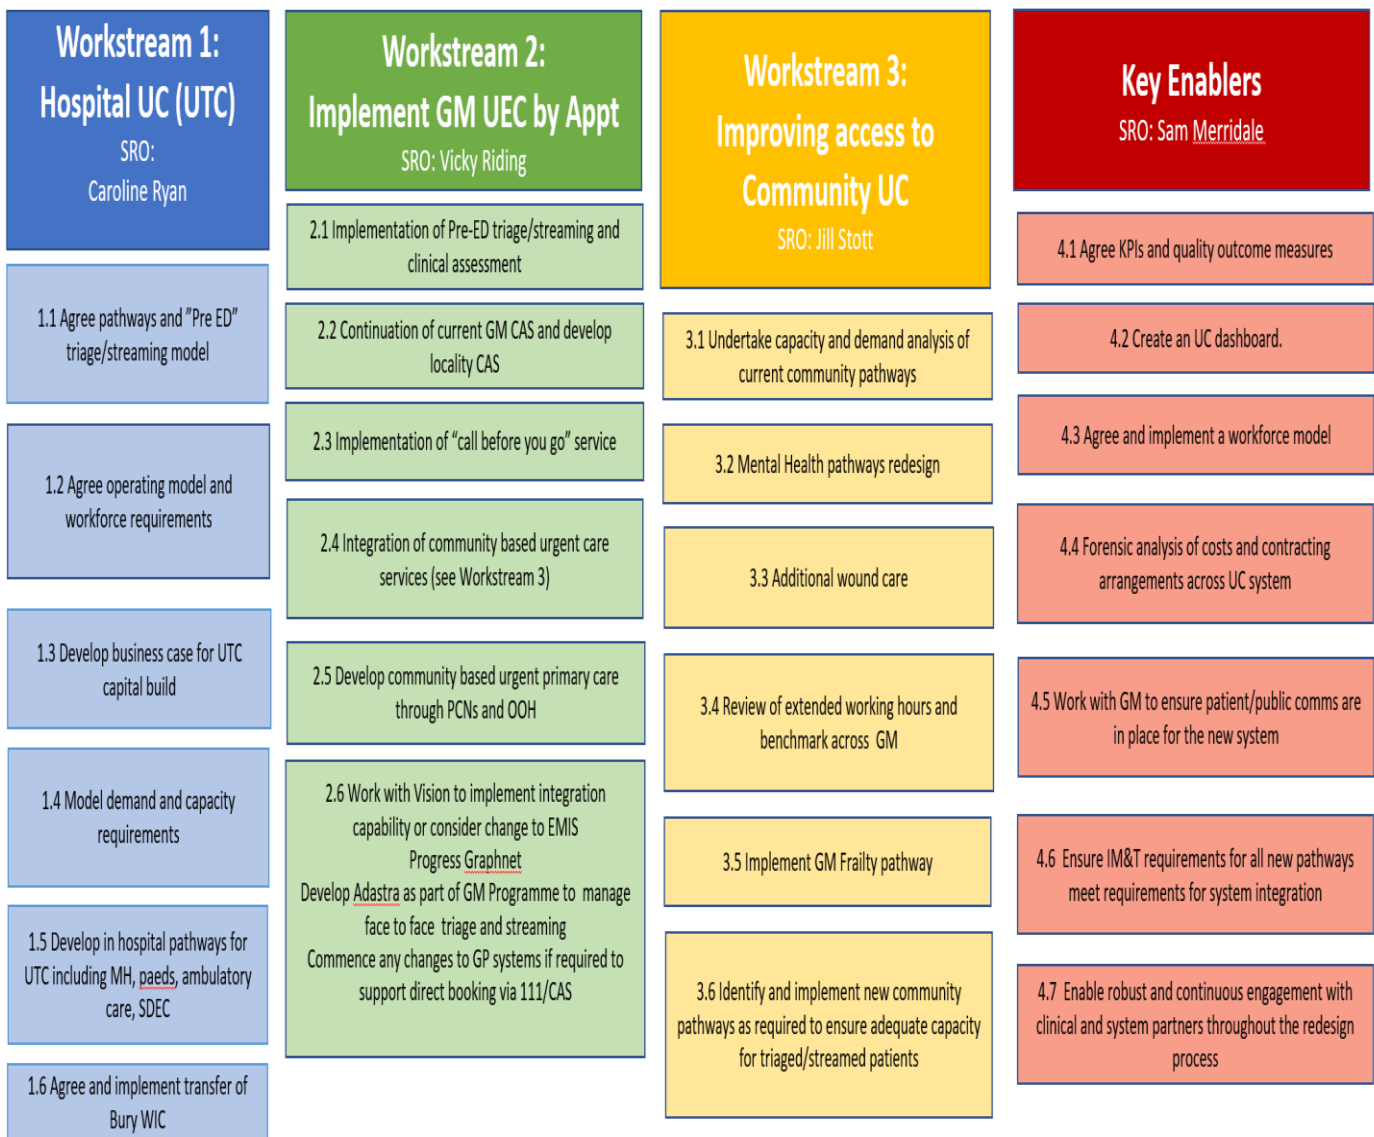 Workstream 1:
Hospital UC (UTC)
SRO:
Caroline Ryan
1.1 Agree pathways and ”Pre ED”
triage/streaming model
1.2 Agree operating model and
workforce requirements
1.3 Develop business case for UTC
capital build
1.4 Model demand and capacity
requirements
1.5 Develop in hospital pathways for
UTC including MH, paeds, ambulatory
care, SDEC
1.6 Agree and implement transfer of
Bury WIC
Workstream 2:
Implement GM UEC by Appt
SRO: Vicky Riding
2.1 Implementation of Pre-ED triage/streaming and
clinical assessment
2.2 Continuation of current GM CAS and develop
locality CAS
2.3 Implementation of “call before you go” service
2.4 Integration of community based urgent care
services (see Workstream 3)
2.5 Develop community based urgent primary care
through PCNs and OOH
2.6 Work with Vision to implement integration
capability or consider change to EMIS
Progress Graphnet
Develop Adastra as part of GM Programme to manage
face to face triage and streaming
Commence any changes to GP systems if required to
support direct booking via 111/CAS
Workstream 3:
Improving access to
Community UC
SRO: Jill Stott
3.1 Undertake capacity and demand analysis of
current community pathways
3.2 Mental Health pathways redesign
3.3 Additional wound care
3.4 Review of extended working hours and
benchmark across GM
3.5 Implement GM Frailty pathway
3.6 Identify and implement new community
pathways as required to ensure adequate capacity
for triaged/streamed patients
Key Enablers
SRO: Sam Merridale
4.1 Agree KPIs and quality outcome measures
4.2 Create an UC dashboard.
4.3 Agree and implement a workforce model
4.4 Forensic analysis of costs and contracting
arrangements across UC system
4.5 Work with GM to ensure patient/public comms are
in place for the new system
4.6 Ensure IM&T requirements for all new pathways
meet requirements for system integration
4.7 Enable robust and continuous engagement with
clinical and system partners throughout the redesign
process